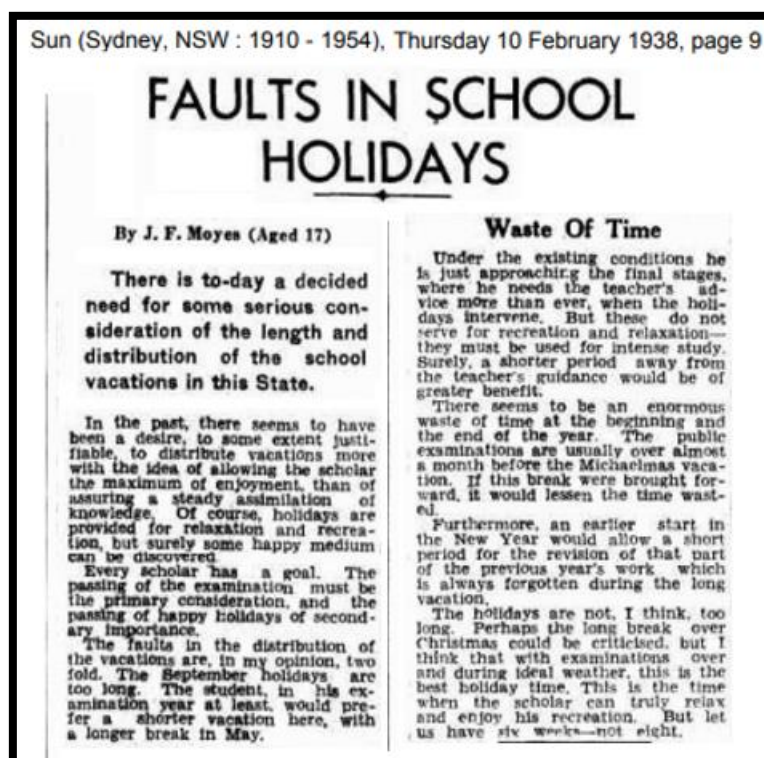 Sun (Sydney, NSW : 1910 - 1954), Thursday 10 February 1938, page 9
FAULTS IN SCHOOL
HOLIDAYS
By J. F. Moyes (Aged 17)
There is to-day a decided
need for some serious con-
sideration of the length and
distribution of the school
vacations in this State.
In the past, there seems to have
been a desire, to some extent justi-
fiable, to distribute vacations more
with the idea of allowing the scholar
the maximum of enjoyment, than of
assuring a steady assimilation of
knowledge. Of course, holidays are
provided for relaxation and recrea-
tion, but surely some happy medium
can be discovered.
Every scholar has a goal. The
passing of the examination must be
the primary consideration, and the
passing of happy holidays of second-
ary importance.
The faults in the distribution of
the vacations are, in my opinion, two
fold. The September holidays are
too long. The student, in his ex-
amination year at least, would pre-
fer a shorter vacation here, with
a longer break in May.
Waste Of Time
Under the existing conditions he
is just approaching the final stages,
where he needs the teacher's ad-
vice more than ever, when the holi-
days intervene. But these do not
serve for recreation and relaxation—
they must be used for intense study.
Surely, a shorter period away from
the teacher's guidance would be of
greater benefit.
There seems to be an enormous
waste of time at the beginning and
the end of the year. The public
examinations are usually over almost
a month before the Michaelmas vaca-
tion. If this break were brought for-
ward, it would lessen the time wast-
ed.
Furthermore, an earlier start in
the New Year would allow a short
period for the revision of that part
of the previous year's work which
is always forgotten during the long
vacation.
The holidays are not, I think, too
long. Perhaps the long break over
Christmas could be criticised, but I
think that with examinations over
and during ideal weather, this is the
best holiday time. This is the time
when the scholar can truly relax
and enjoy his recreation. But let
us have six weeks—not eight.